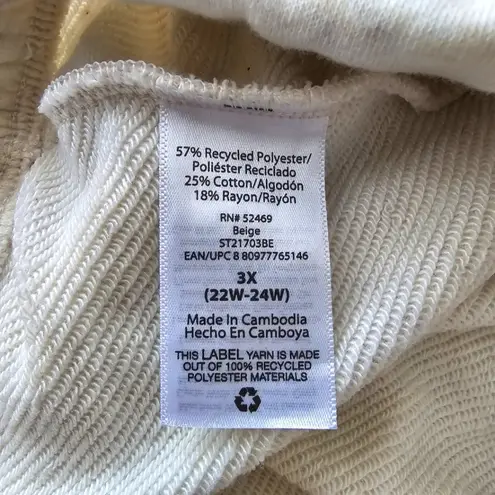 57% Recycled Polyester/
Poliéster Reciclado
25% Cotton/Algodón
18% Rayon/Rayón
RN# 52469
Beige
ST21703BE
EAN/UPC 8 80977765146
3X
(22W-24W)
Made In Cambodia
Hecho En Camboya
THIS LABEL YARN IS MADE
OUT OF 100% RECYCLED
POLYESTER MATERIALS